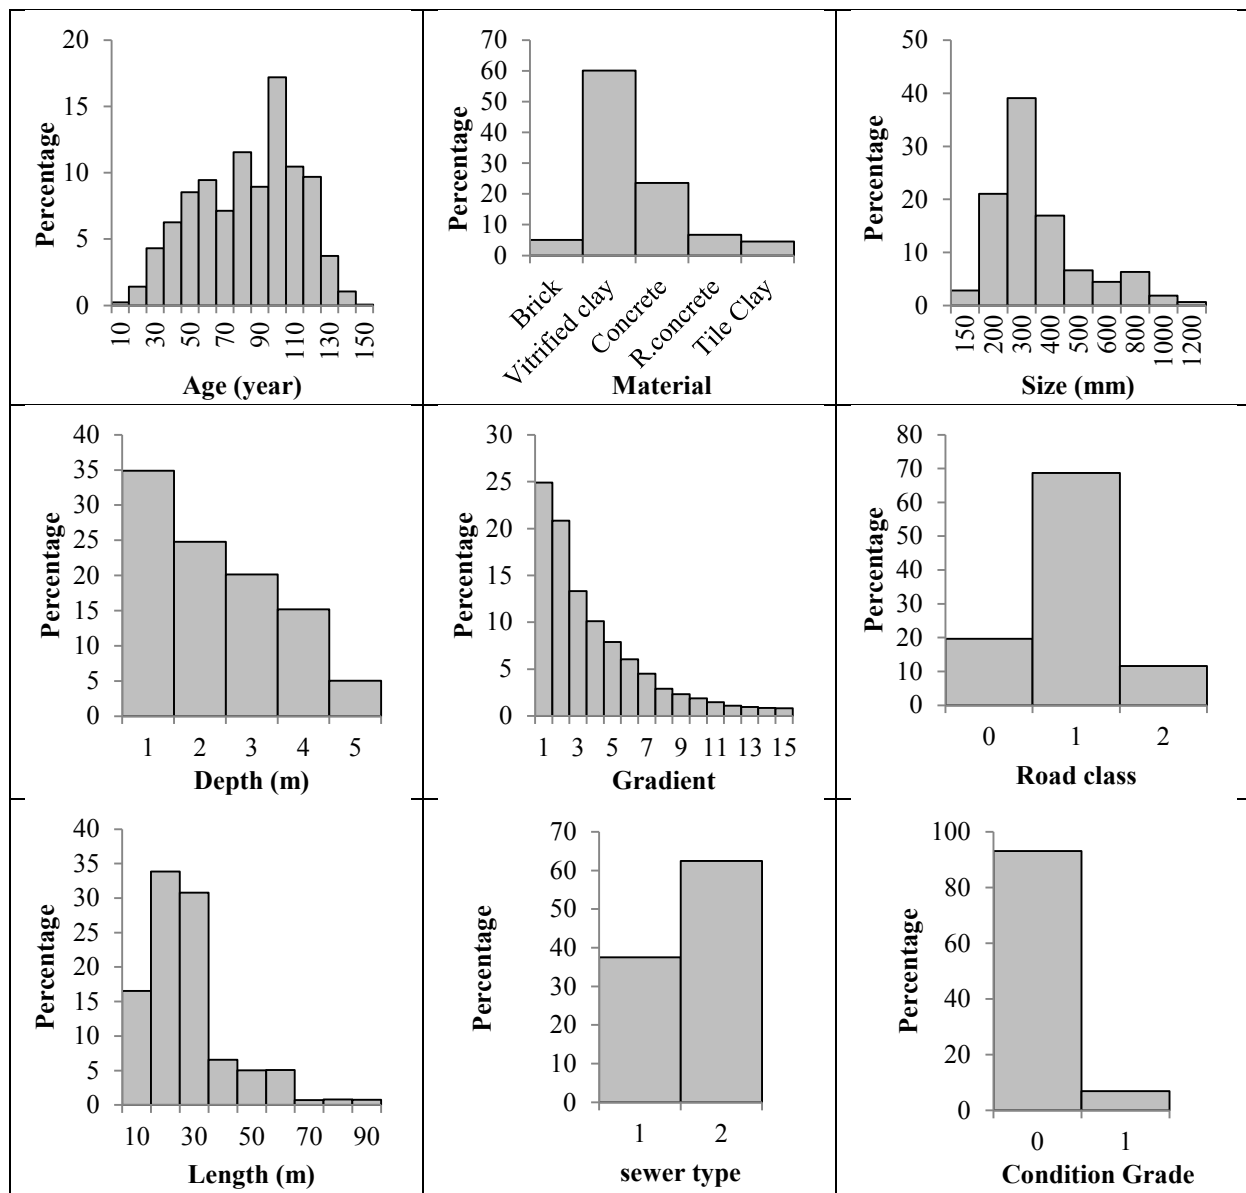 Percentage
20
15
10
5
0
10 30 50 70 90 110 130 150
Age (year)
Percentage
70
60
50
40
30
20
10
0
Brick Vitrified clay Concrete R.concrete Tile Clay
Material
Percentage
50
40
30
20
10
0
150 200 300 400 500 600 800 1000 1200
Size (mm)
Percentage
40
35
30
25
20
15
10
5
0
1 2 3 4 5
Depth (m)
Percentage
30
25
20
15
10
5
0
1 3 5 7 9 11 13 15
Gradient
Percentage
80
70
60
50
40
30
20
10
0
0 1 2
Road class
Percentage
40
35
30
25
20
15
10
5
0
10 30 50 70 90
Length (m)
Percentage
70
60
50
40
30
20
10
0
1 2
sewer type
Percentage
100
80
60
40
20
0
0 1
Condition Grade